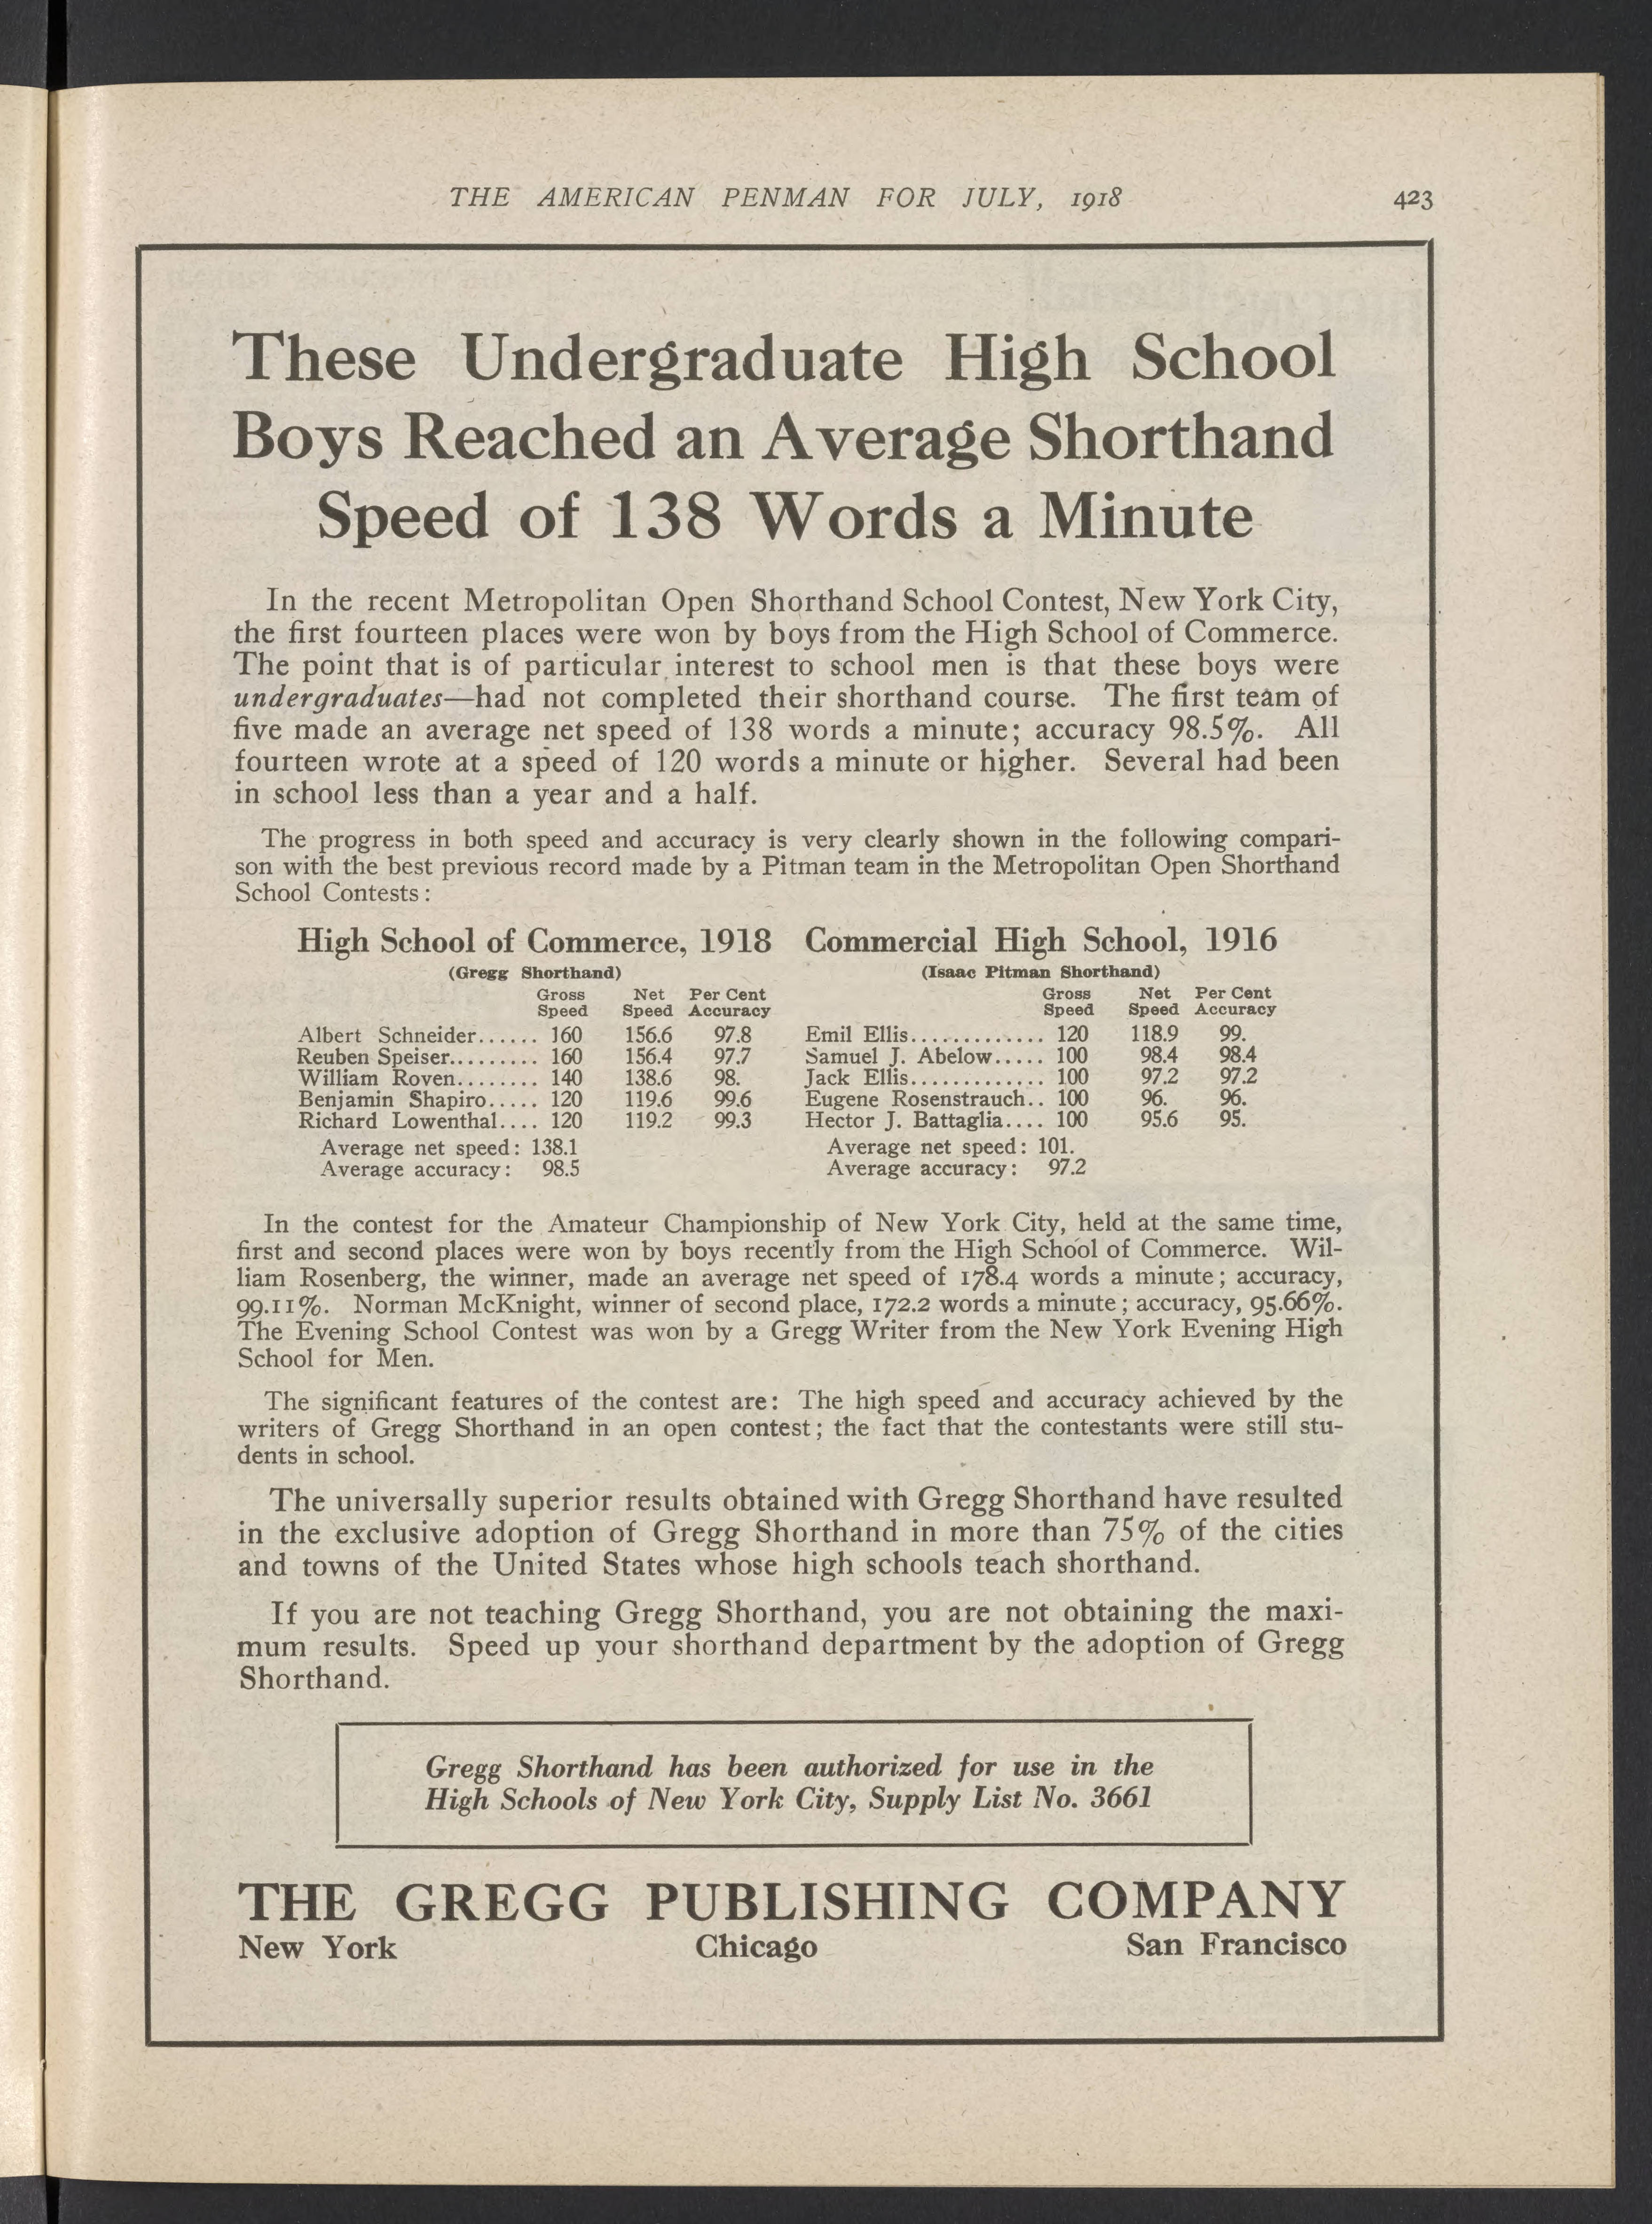 THE AMERICAN PENMAN FOR JULY, 1918 423
These Undergraduate High School
Boys Reached an Average Shorthand
Speed of 138 Words a Minute
In the recent Metropolitan Open Shorthand School Contest, New York City,
the first fourteen places were won by boys from the High School of Commerce.
The point that is of particular interest to school men is that these boys were
undergraduates—had not completed their shorthand course. The first team of
five made an average net speed of 138 words a minute; accuracy 98.5%. All
fourteen wrote at a speed of 120 words a minute or higher. Several had been
in school less than a year and a half.
The progress in both speed and accuracy is very clearly shown in the following compari-
son with the best previous record made by a Pitman team in the Metropolitan Open Shorthand
School Contests:
High School of Commerce, 1918
(Gregg Shorthand)
Gross Net Per Cent
Speed Speed Accuracy
Albert Schneider...... 160 156.6 97.8
Reuben Speiser......... 160 156.4 97.7
William Roven........ 140 138.6 98.
Benjamin Shapiro..... 120 119.6 99.6
Richard Lowenthal.... 120 119.2 99.3
Average net speed: 138.1
Average accuracy: 98.5
Commercial High School, 1916
(Isaac Pitman Shorthand)
Gross Net Per Cent
Speed Speed Accuracy
Emil Ellis............. 120 118.9 99.
Samuel J. Abelow..... 100 98.4 98.4
Jack Ellis............. 100 97.2 97.2
Eugene Rosenstrauch.. 100 96. 96.
Hector J. Battaglia.... 100 95.6 95.
Average net speed: 101.
Average accuracy: 97.2
In the contest for the Amateur Championship of New York City, held at the same time,
first and second places were won by boys recently from the High School of Commerce. Wil-
liam Rosenberg, the winner, made an average net speed of 178.4 words a minute; accuracy,
99.11%. Norman McKnight, winner of second place, 172.2 words a minute; accuracy, 95.66%.
The Evening School Contest was won by a Gregg Writer from the New York Evening High
School for Men.
The significant features of the contest are: The high speed and accuracy achieved by the
writers of Gregg Shorthand in an open contest; the fact that the contestants were still stu-
dents in school.
The universally superior results obtained with Gregg Shorthand have resulted
in the exclusive adoption of Gregg Shorthand in more than 75% of the cities
and towns of the United States whose high schools teach shorthand.
If you are not teaching Gregg Shorthand, you are not obtaining the maxi-
mum results. Speed up your shorthand department by the adoption of Gregg
Shorthand.
Gregg Shorthand has been authorized for use in the
High Schools of New York City, Supply List No. 3661
THE GREGG PUBLISHING COMPANY
New York Chicago San Francisco